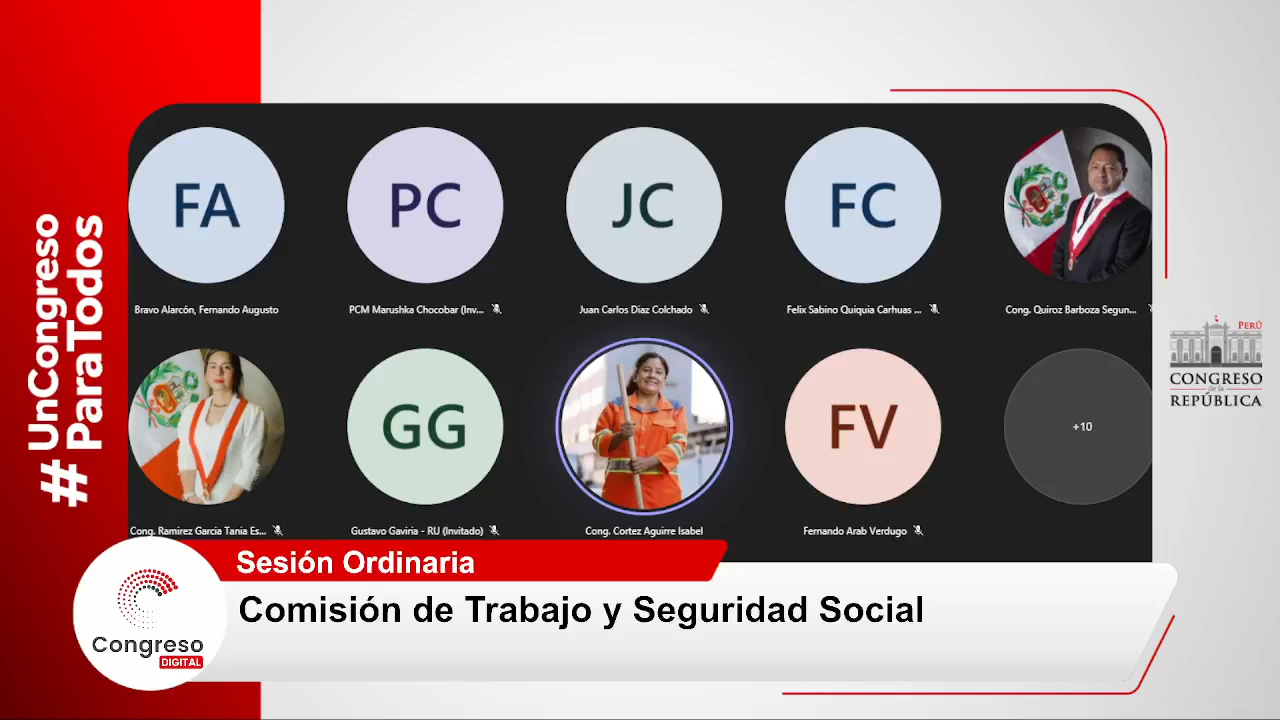 #UnCongreso
ParaTodos
FA
PC
JC
FC
Bravo Alarcón, Fernando Augusto
PCM Marushka Chocobar (Inv...
Juan Carlos Diaz Colchado
Felix Sabino Quiquia Carhuas ...
Cong. Quiroz Barboza Segun...
GG
FV
+10
Cong. Ramirez Garcia Tania Es...
Gustavo Gaviria - RU (Invitado)
Cong. Cortez Aguirre Isabel
Fernando Arab Verdugo
PERÚ
CONGRESO
de la
REPÚBLICA
Sesión Ordinaria
Comisión de Trabajo y Seguridad Social
Congreso
DIGITAL